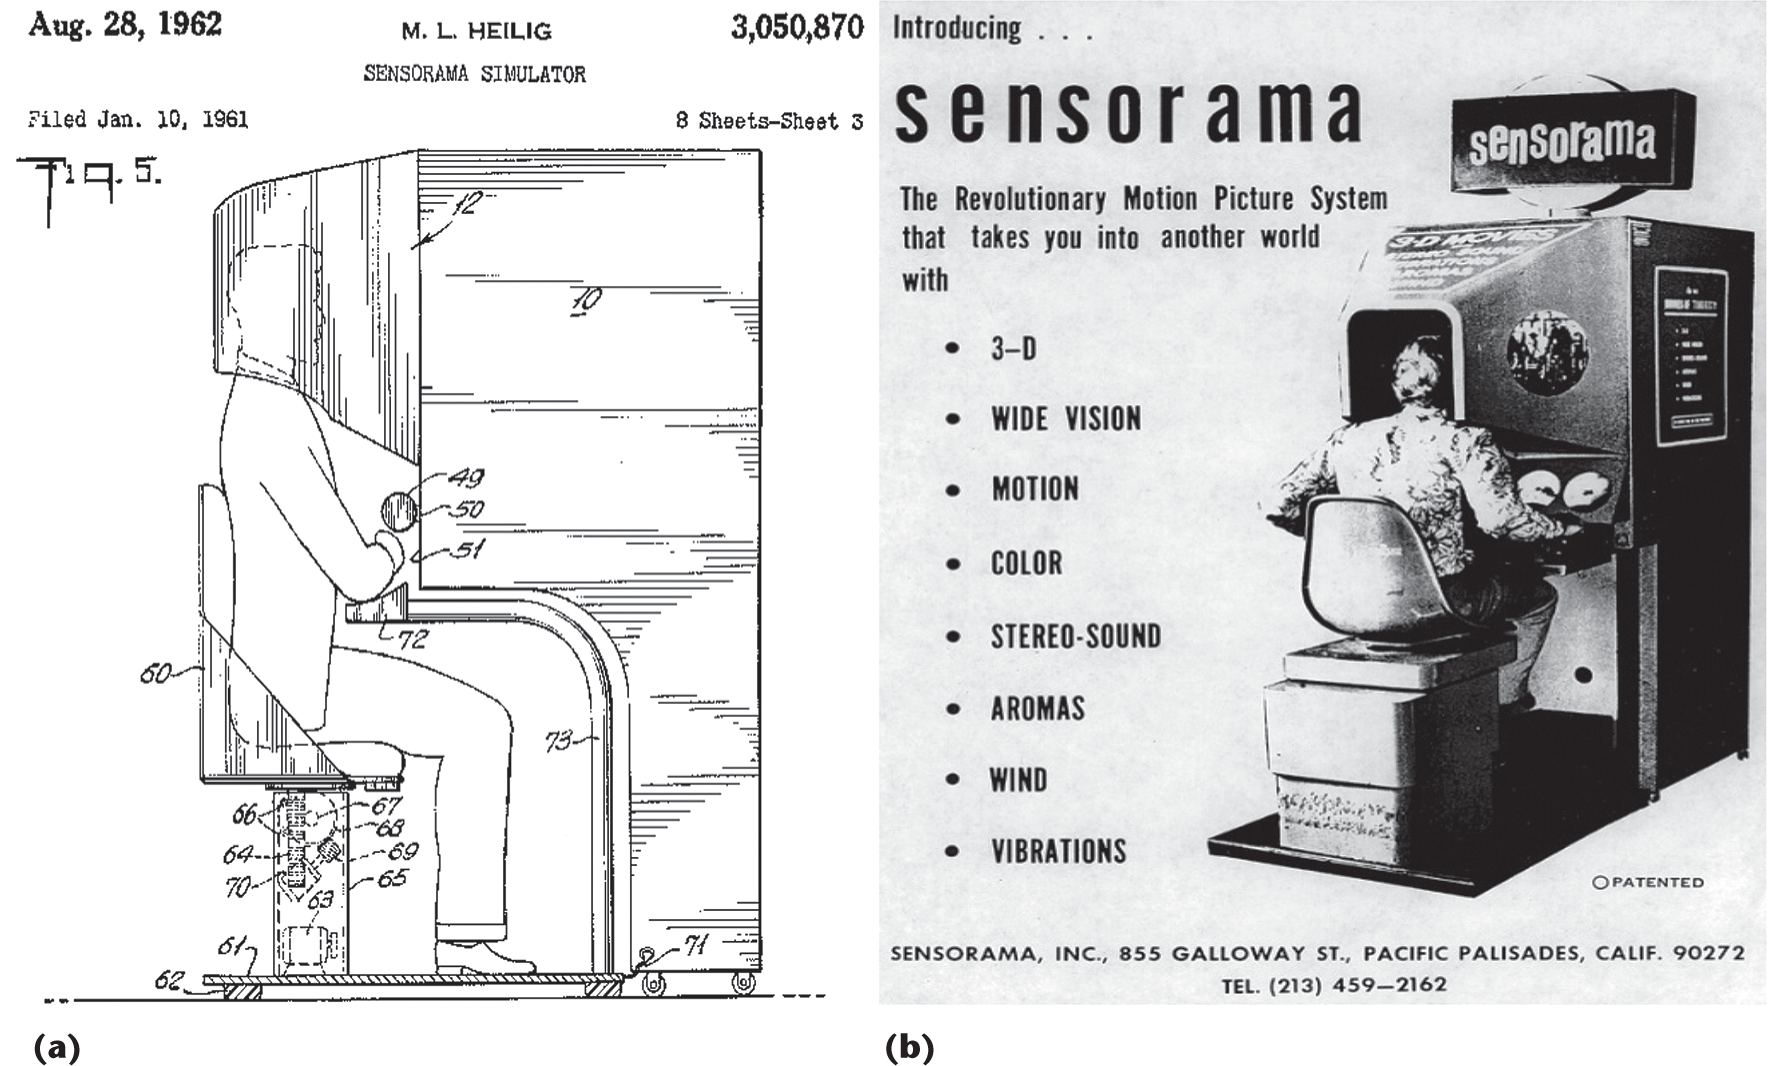 Aug. 28, 1962
M. L. HEILIG
3,050,870
SENSORAMA SIMULATOR
Filed Jan. 10, 1961
8 Sheets-Sheet 3
Fig. 5.
12
10
49
50
51
72
60
73
66
67
68
64
69
70
65
63
61
71
62
(a)
Introducing . . .
sensorama
sensorama
The Revolutionary Motion Picture System
that takes you into another world
with
3-D MOVIES
• 3–D
• WIDE VISION
• MOTION
• COLOR
• STEREO-SOUND
• AROMAS
• WIND
• VIBRATIONS
PATENTED
SENSORAMA, INC., 855 GALLOWAY ST., PACIFIC PALISADES, CALIF. 90272
TEL. (213) 459–2162
(b)